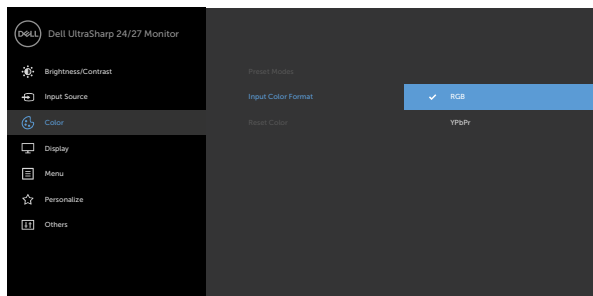 DELL Dell UltraSharp 24/27 Monitor
Brightness/Contrast Preset Modes
Input Source Input Color Format RGB
Color Reset Color YPbPr
Display
Menu
Personalize
Others